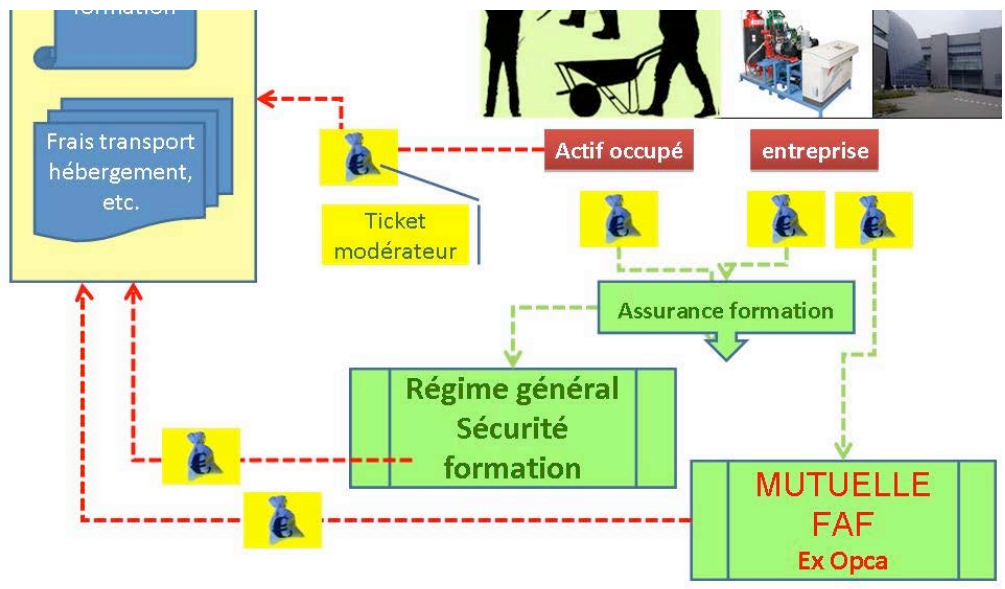 formation
Frais transport
hébergement,
etc.
Ticket
modérateur
Actif occupé
entreprise
Assurance formation
Régime général
Sécurité
formation
MUTUELLE
FAF
Ex Opca